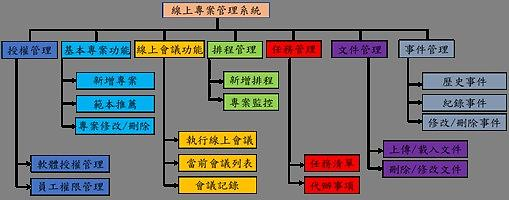 線上專案管理系統
授權管理
基本專案功能
線上會議功能
排程管理
任務管理
文件管理
事件管理
新增專案
範本推薦
專案修改/刪除
新增排程
專案監控
歷史事件
紀錄事件
修改/刪除事件
執行線上會議
當前會議列表
會議記錄
上傳/載入文件
刪除/修改文件
軟體授權管理
員工權限管理
任務清單
代辦事項